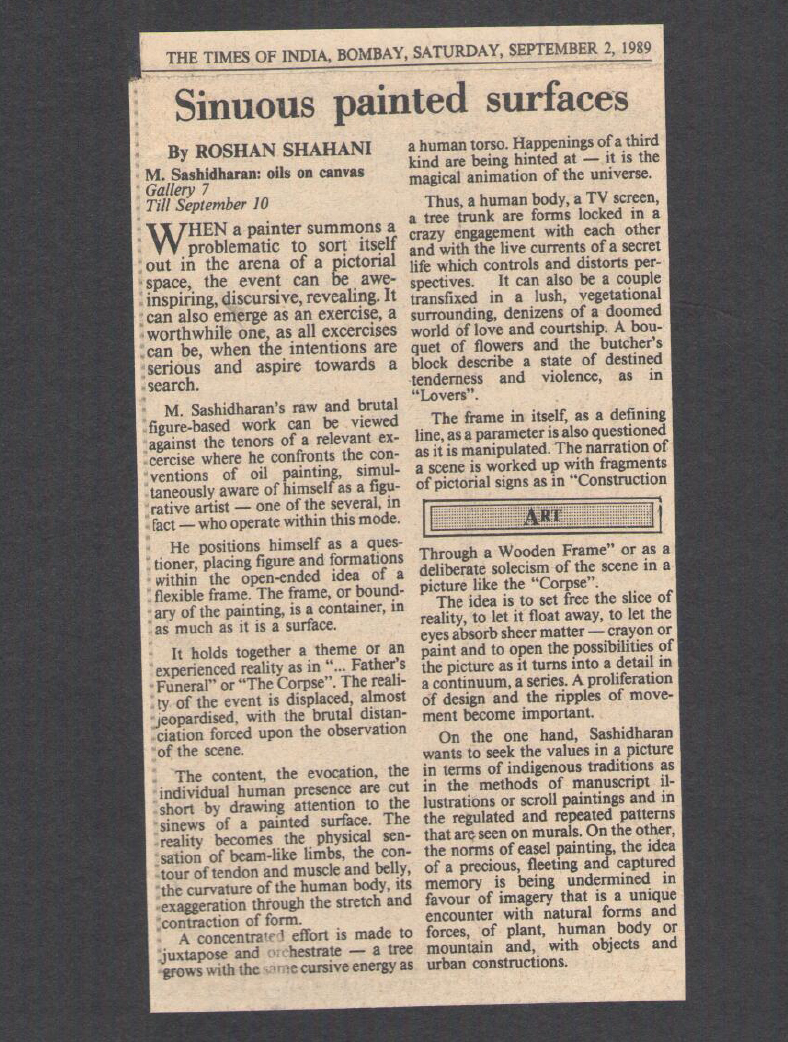 THE TIMES OF INDIA, BOMBAY, SATURDAY, SEPTEMBER 2, 1989
Sinuous painted surfaces
By ROSHAN SHAHANI
M. Sashidharan: oils on canvas
Gallery 7
Till September 10
WHEN a painter summons a
problematic to sort itself
out in the arena of a pictorial
space, the event can be awe-
inspiring, discursive, revealing. It
can also emerge as an exercise, a
worthwhile one, as all excercises
can be, when the intentions are
serious and aspire towards a
search.
M. Sashidharan's raw and brutal
figure-based work can be viewed
against the tenors of a relevant ex-
cercise where he confronts the con-
ventions of oil painting, simul-
taneously aware of himself as a figu-
rative artist — one of the several, in
fact — who operate within this mode.
He positions himself as a ques-
tioner, placing figure and formations
within the open-ended idea of a
flexible frame. The frame, or bound-
ary of the painting, is a container, in
as much as it is a surface.
It holds together a theme or an
experienced reality as in "... Father's
Funeral" or "The Corpse". The reali-
ty of the event is displaced, almost
jeopardised, with the brutal distan-
ciation forced upon the observation
of the scene.
The content, the evocation, the
individual human presence are cut
short by drawing attention to the
sinews of a painted surface. The
reality becomes the physical sen-
sation of beam-like limbs, the con-
tour of tendon and muscle and belly,
the curvature of the human body, its
exaggeration through the stretch and
contraction of form.
A concentrated effort is made to
juxtapose and orchestrate — a tree
grows with the same cursive energy as
a human torso. Happenings of a third
kind are being hinted at — it is the
magical animation of the universe.
Thus, a human body, a TV screen,
a tree trunk are forms locked in a
crazy engagement with each other
and with the live currents of a secret
life which controls and distorts per-
spectives. It can also be a couple
transfixed in a lush, vegetational
surrounding, denizens of a doomed
world of love and courtship. A bou-
quet of flowers and the butcher's
block describe a state of destined
tenderness and violence, as in
"Lovers".
The frame in itself, as a defining
line, as a parameter is also questioned
as it is manipulated. The narration of
a scene is worked up with fragments
of pictorial signs as in "Construction
ART
Through a Wooden Frame" or as a
deliberate solecism of the scene in a
picture like the "Corpse".
The idea is to set free the slice of
reality, to let it float away, to let the
eyes absorb sheer matter — crayon or
paint and to open the possibilities of
the picture as it turns into a detail in
a continuum, a series. A proliferation
of design and the ripples of move-
ment become important.
On the one hand, Sashidharan
wants to seek the values in a picture
in terms of indigenous traditions as
in the methods of manuscript il-
lustrations or scroll paintings and in
the regulated and repeated patterns
that are seen on murals. On the other,
the norms of easel painting, the idea
of a precious, fleeting and captured
memory is being undermined in
favour of imagery that is a unique
encounter with natural forms and
forces, of plant, human body or
mountain and, with objects and
urban constructions.